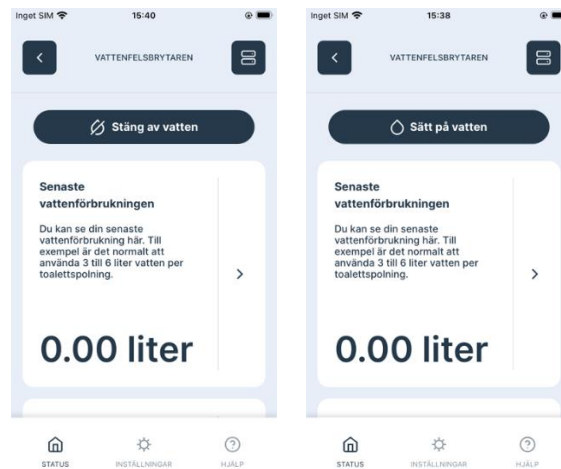 Inget SIM 15:40
VATTENFELSBRYTAREN
Stäng av vatten
Senaste
vattenförbrukningen
Du kan se din senaste
vattenförbrukning här. Till
exempel är det normalt att
använda 3 till 6 liter vatten per
toalettspolning.
0.00 liter
STATUS INSTÄLLNINGAR HJÄLP
Inget SIM 15:38
VATTENFELSBRYTAREN
Sätt på vatten
Senaste
vattenförbrukningen
Du kan se din senaste
vattenförbrukning här. Till
exempel är det normalt att
använda 3 till 6 liter vatten per
toalettspolning.
0.00 liter
STATUS INSTÄLLNINGAR HJÄLP